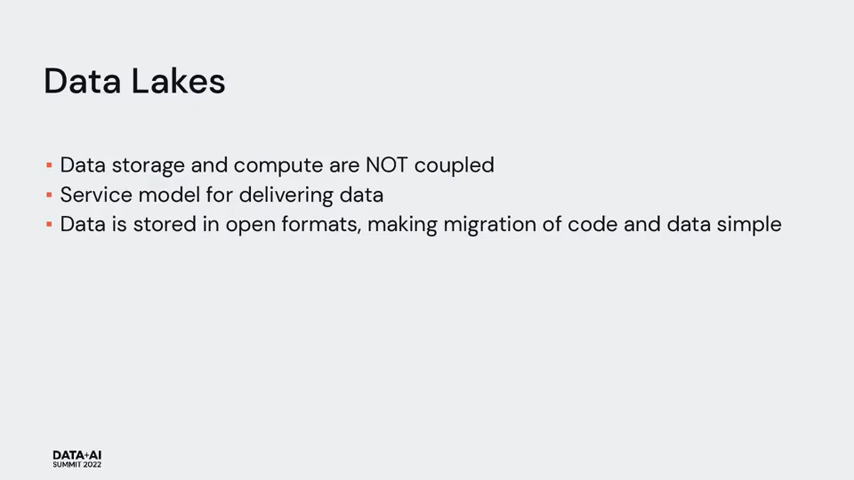 Data Lakes
▪ Data storage and compute are NOT coupled
▪ Service model for delivering data
▪ Data is stored in open formats, making migration of code and data simple
DATA+AI
SUMMIT 2022